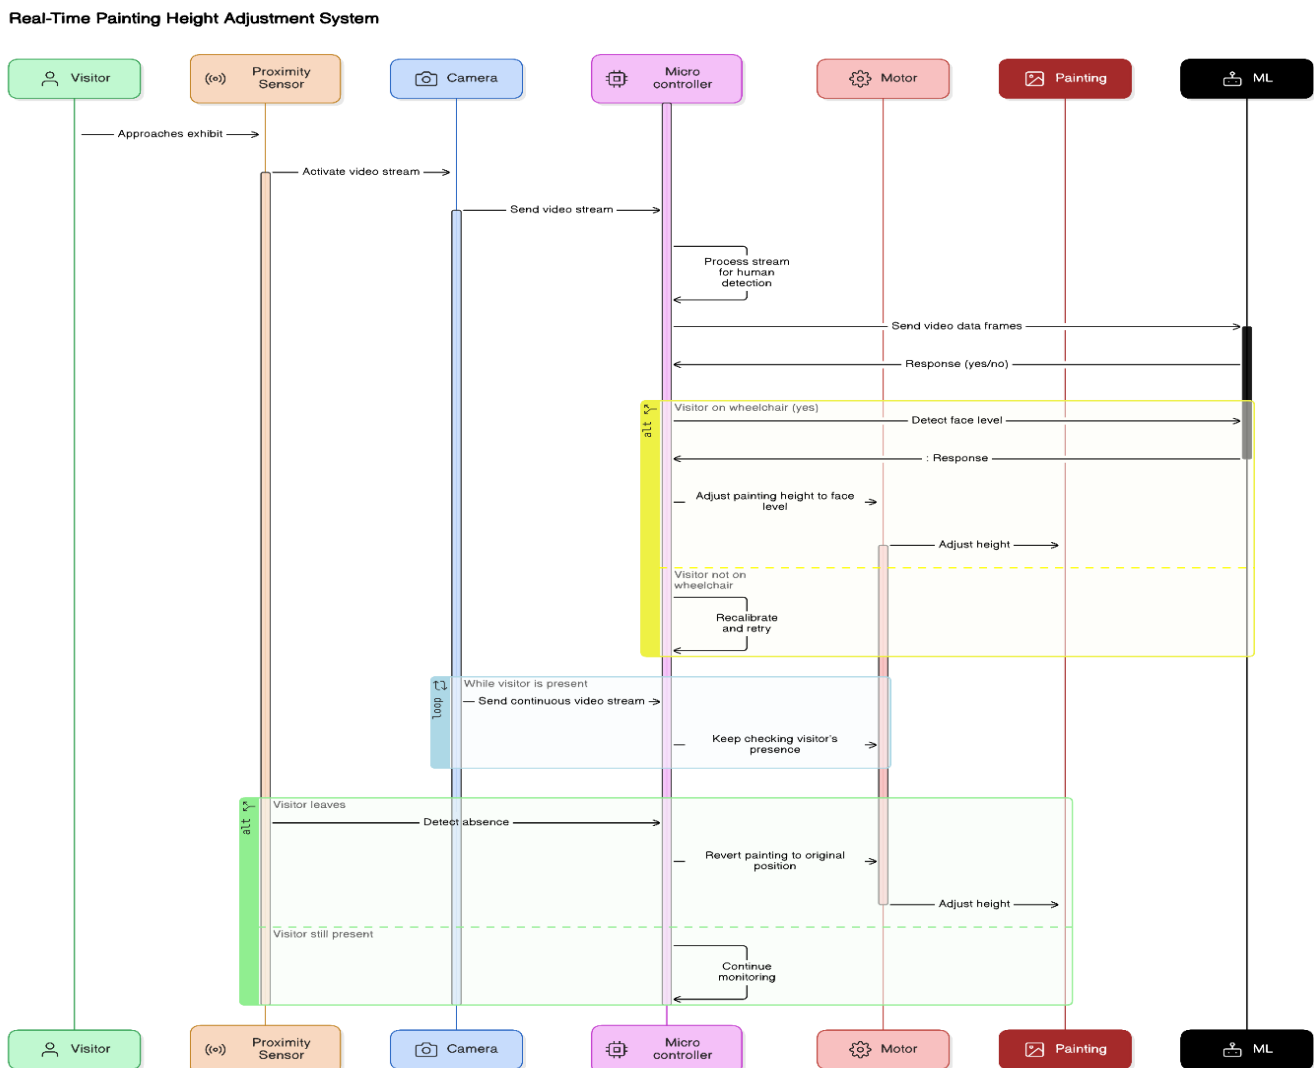 Real-Time Painting Height Adjustment System
Visitor
Proximity
Sensor
Camera
Micro
controller
Motor
Painting
ML
Approaches exhibit
Activate video stream
Send video stream
Process stream
for human
detection
Send video data frames
Response (yes/no)
alt
Visitor on wheelchair (yes)
Detect face level
: Response
Adjust painting height to face
level
Adjust height
Visitor not on
wheelchair
Recalibrate
and retry
loop
While visitor is present
Send continuous video stream
Keep checking visitor's
presence
alt
Visitor leaves
Detect absence
Revert painting to original
position
Adjust height
Visitor still present
Continue
monitoring
Visitor
Proximity
Sensor
Camera
Micro
controller
Motor
Painting
ML